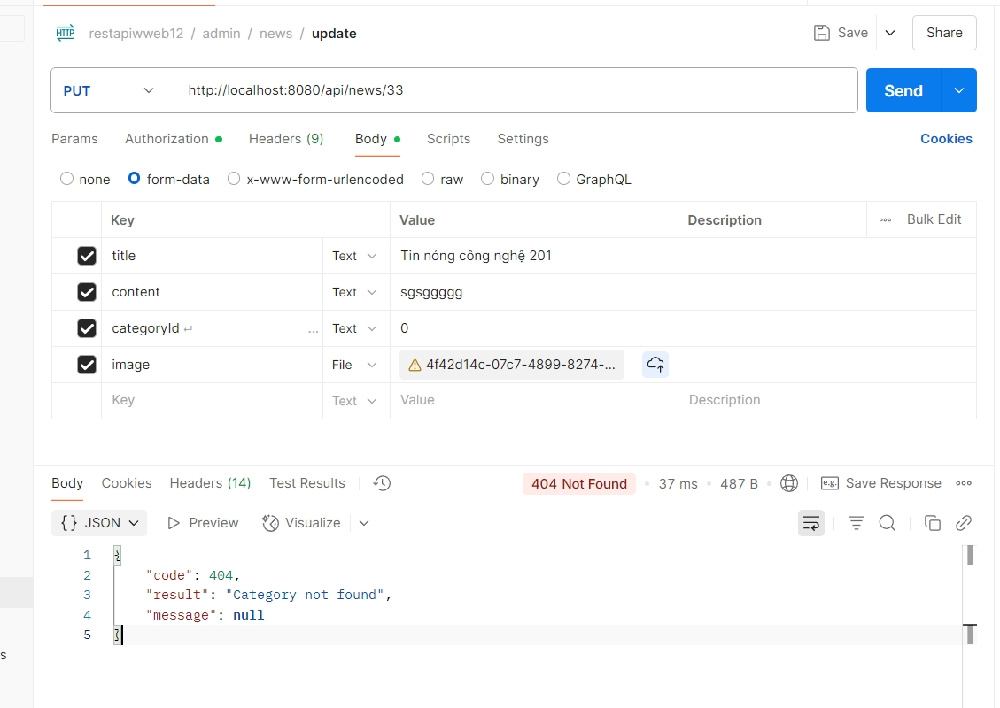 HTTP restapiwweb12 / admin / news / update Save Share
PUT http://localhost:8080/api/news/33 Send
Params Authorization Headers (9) Body Scripts Settings Cookies
none form-data x-www-form-urlencoded raw binary GraphQL
Key Value Description Bulk Edit
title Text Tin nóng công nghệ 201
content Text sgsggggg
categoryId ↵ ... Text 0
image File 4f42d14c-07c7-4899-8274-...
Key Text Value Description
Body Cookies Headers (14) Test Results 404 Not Found • 37 ms • 487 B • e.g. Save Response
{} JSON Preview Visualize
1 {
2 "code": 404,
3 "result": "Category not found",
4 "message": null
5 }
s